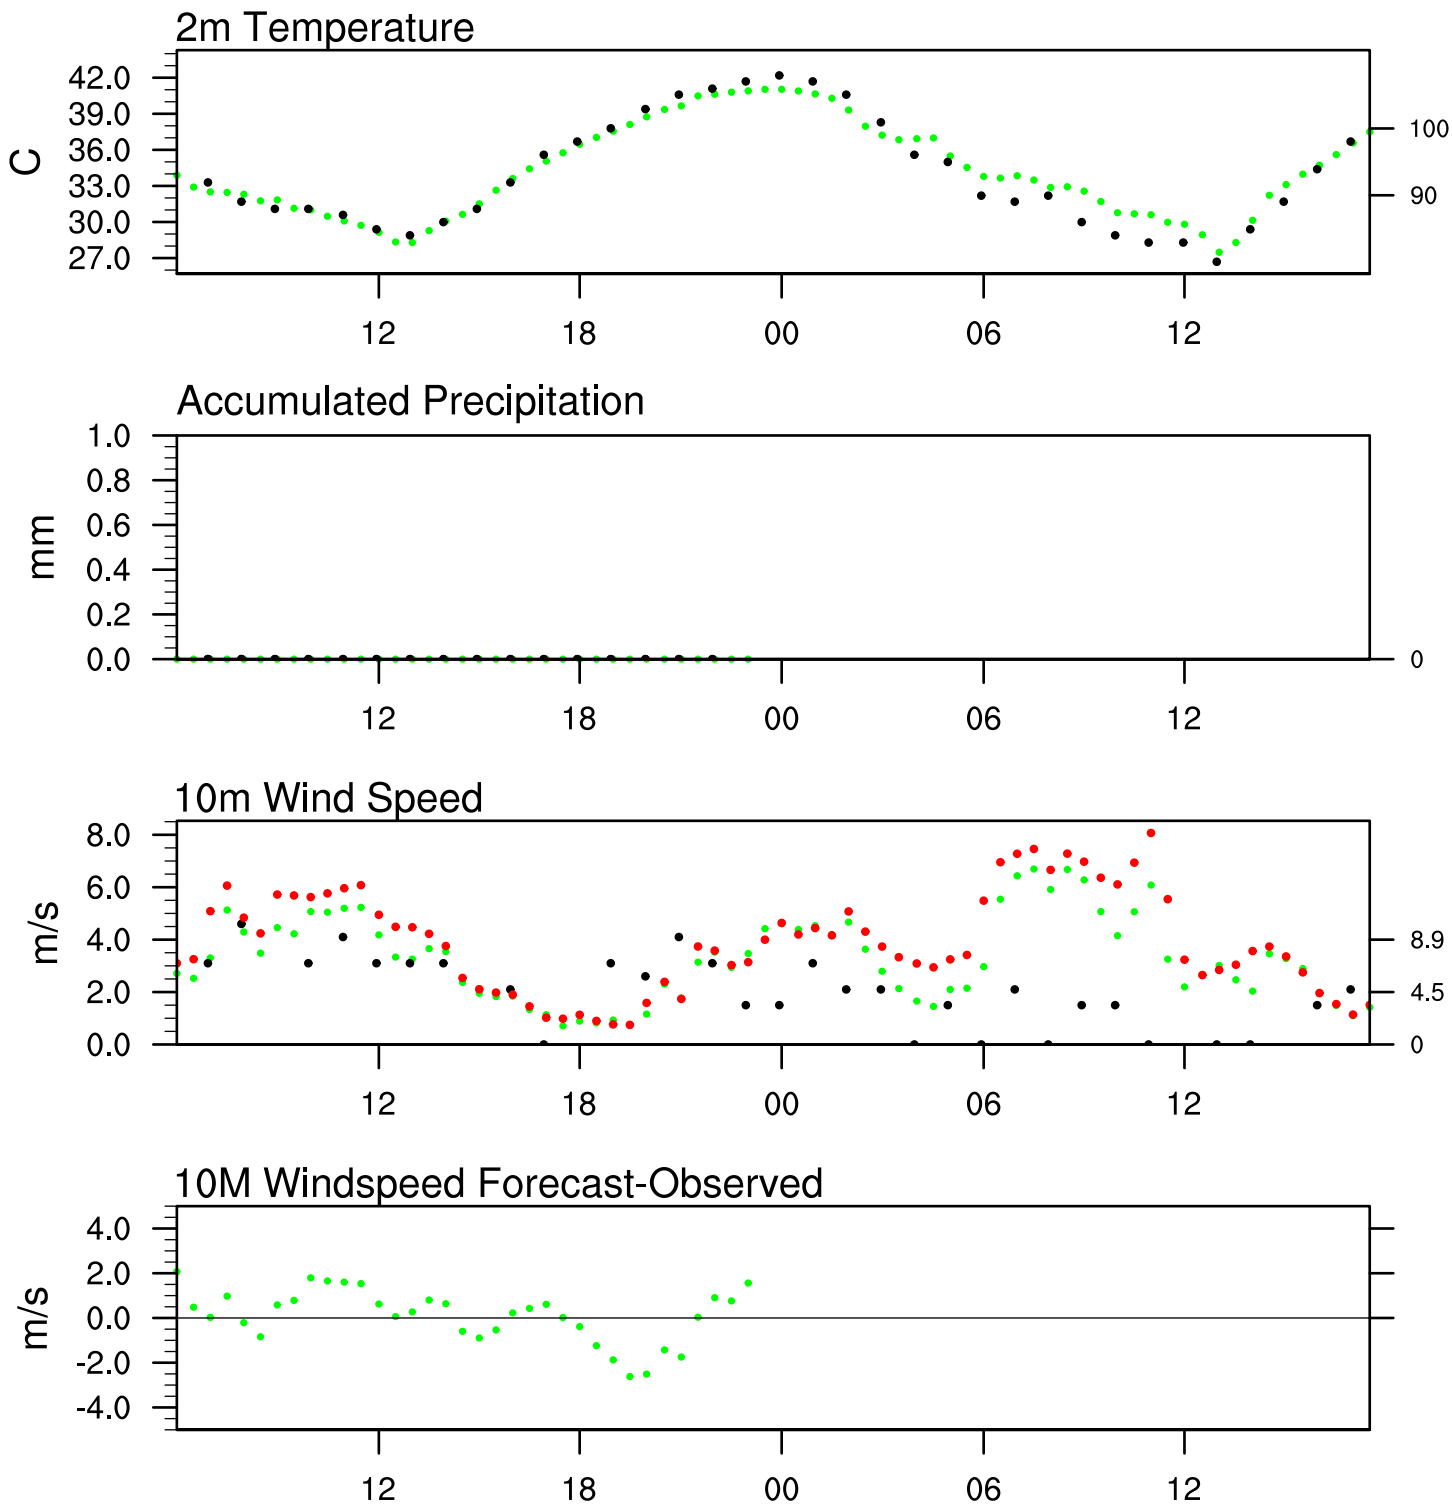 2m Temperature
42.0
39.0
36.0
33.0
30.0
27.0
C
100
90
12 18 00 06 12
Accumulated Precipitation
1.0
0.8
0.6
0.4
0.2
0.0
mm
0
12 18 00 06 12
10m Wind Speed
8.0
6.0
4.0
2.0
0.0
m/s
8.9
4.5
0
12 18 00 06 12
10M Windspeed Forecast-Observed
4.0
2.0
0.0
-2.0
-4.0
m/s
12 18 00 06 12